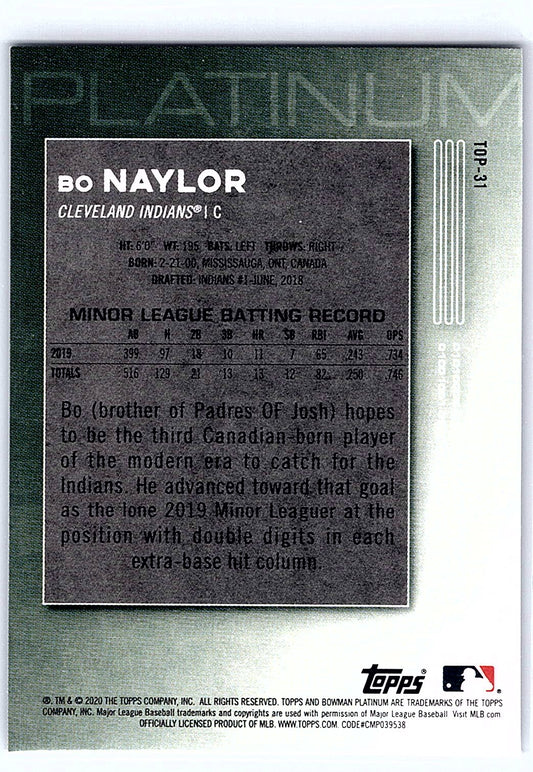 PLATINUM
TOP-31
BO NAYLOR
CLEVELAND INDIANS® | C
HT: 6'0" WT: 195 BATS: LEFT THROWS: RIGHT
BORN: 2-21-00, MISSISSAUGA, ONT, CANADA
DRAFTED: INDIANS #1-JUNE, 2018
MINOR LEAGUE BATTING RECORD
AB H 2B 3B HR SB RBI AVG OPS
2019 399 97 18 10 11 7 65 .243 .734
TOTALS 516 129 21 13 13 12 82 .250 .746
Bo (brother of Padres OF Josh) hopes
to be the third Canadian-born player
of the modern era to catch for the
Indians. He advanced toward that goal
as the lone 2019 Minor Leaguer at the
position with double digits in each
extra-base hit column.
topps®
®, TM & © 2020 THE TOPPS COMPANY, INC. ALL RIGHTS RESERVED. TOPPS AND BOWMAN PLATINUM ARE TRADEMARKS OF THE TOPPS
COMPANY, INC. Major League Baseball trademarks and copyrights are used with permission of Major League Baseball. Visit MLB.com
OFFICIALLY LICENSED PRODUCT OF MLB. WWW.TOPPS.COM. CODE#CMP039538